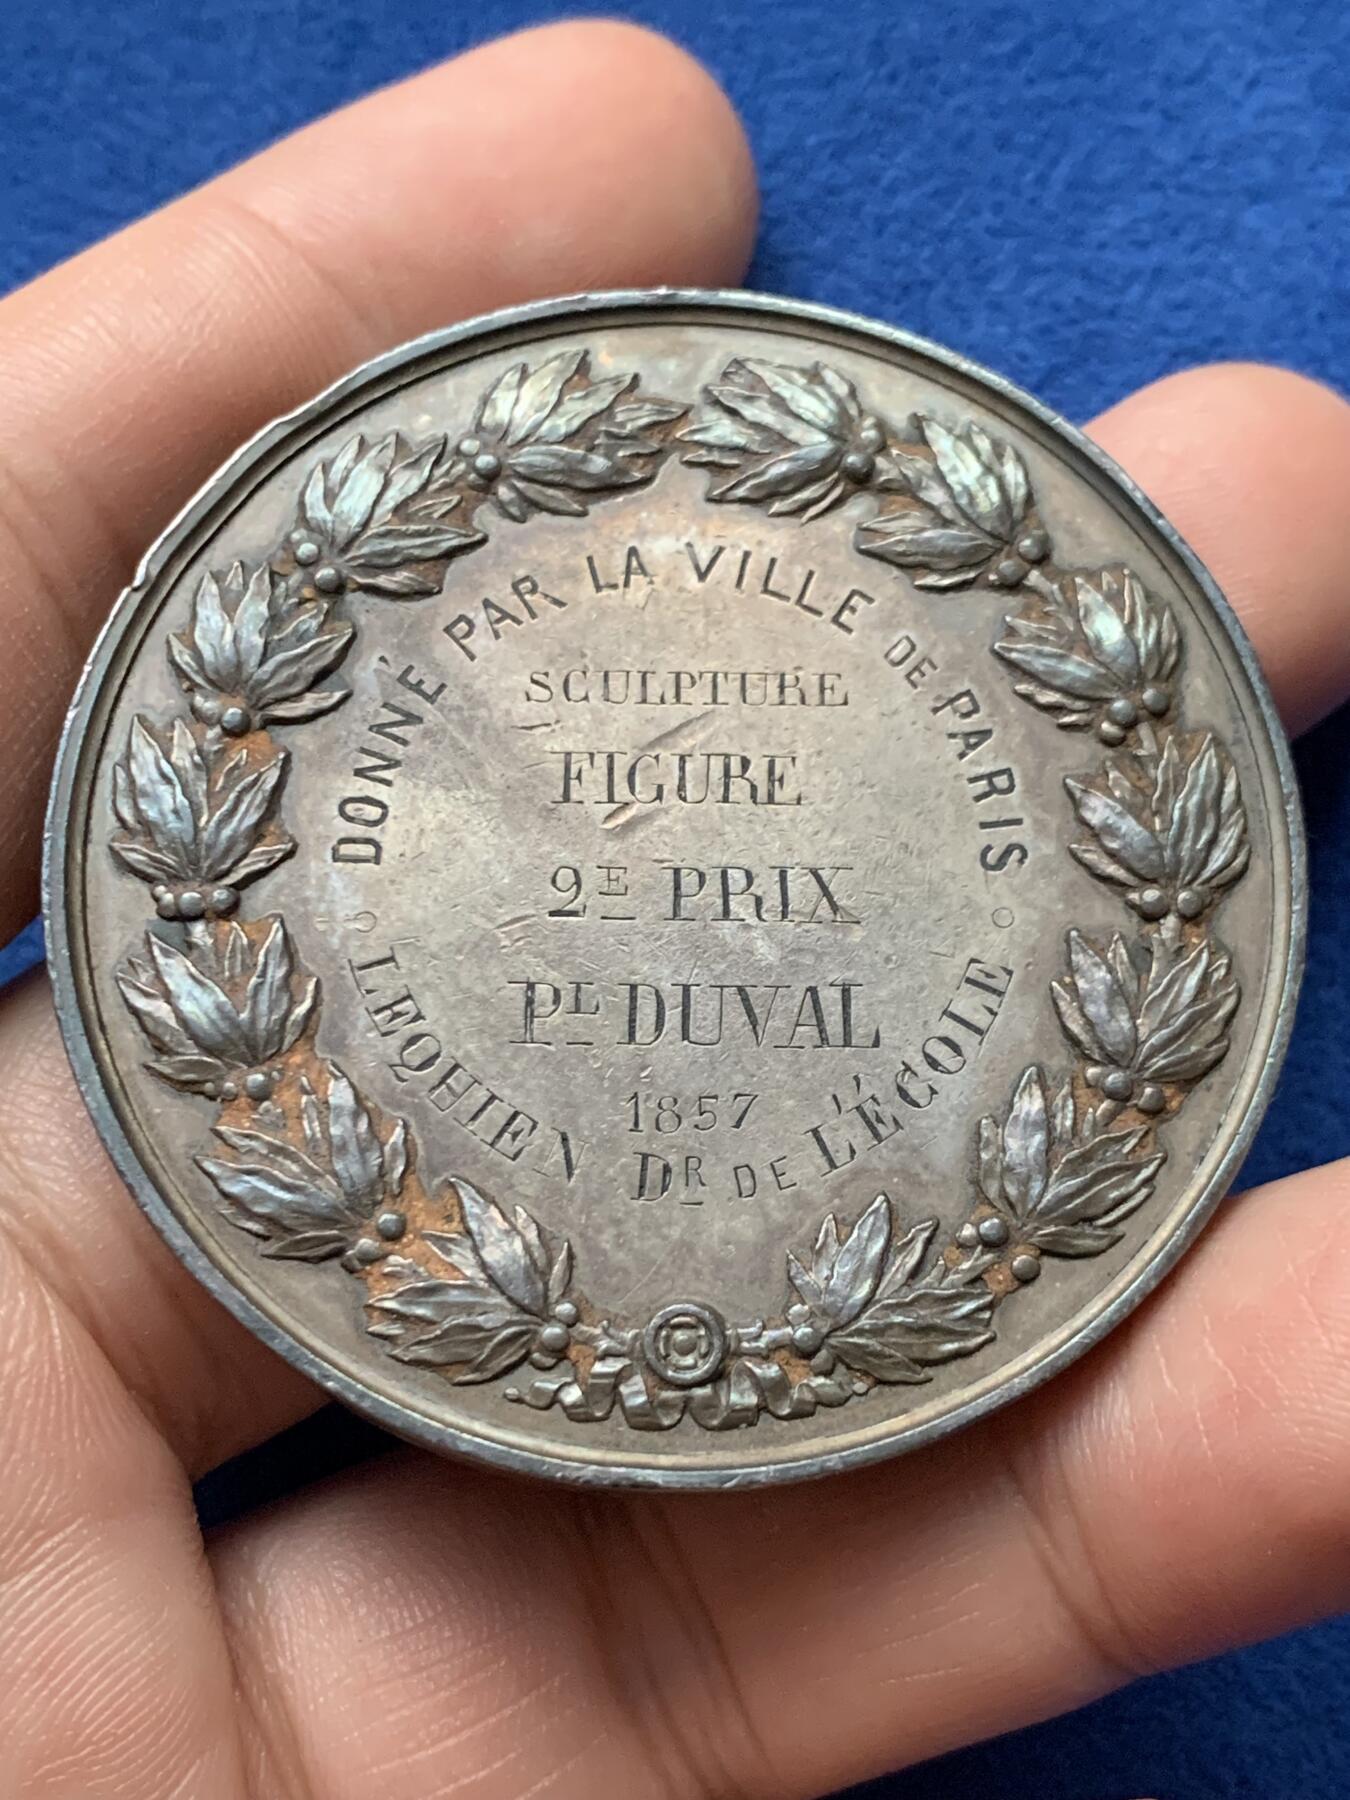 DONNÉ PAR LA VILLE DE PARIS
SCULPTURE
FIGURE
2E PRIX
PL DUVAL
1857
LEQUIEN DR DE L'ÉCOLE